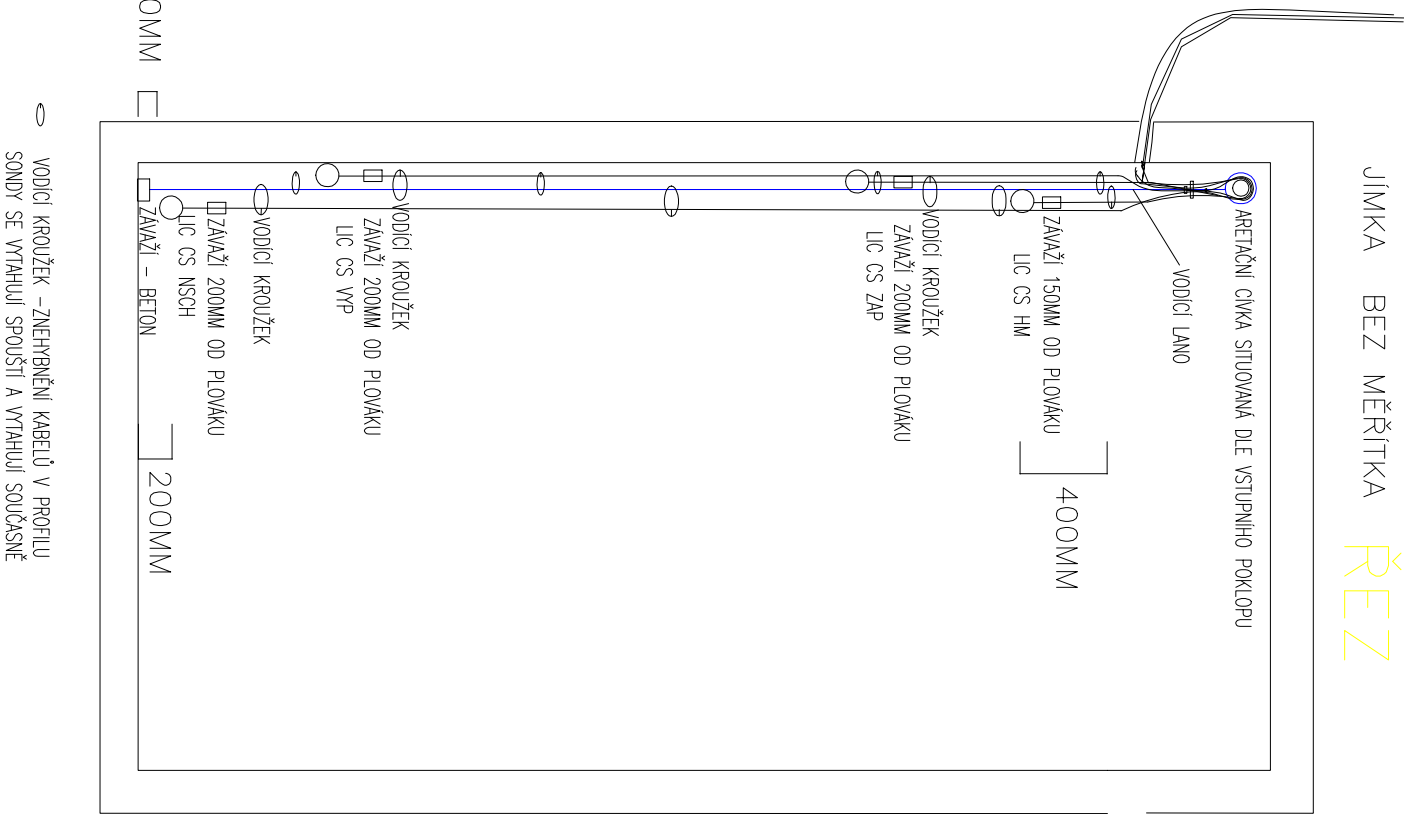 JÍMKA BEZ MĚŘÍTKA ŘEZ
ARETAČNÍ CÍVKA SITUOVANÁ DLE VSTUPNÍHO POKLOPU
VODÍCÍ LANO
400MM
ZÁVAŽÍ 150MM OD PLOVÁKU
LIC CS HM
VODÍCÍ KROUŽEK
ZÁVAŽÍ 200MM OD PLOVÁKU
LIC CS ZAP
VODÍCÍ KROUŽEK
ZÁVAŽÍ 200MM OD PLOVÁKU
LIC CS VYP
VODÍCÍ KROUŽEK
ZÁVAŽÍ 200MM OD PLOVÁKU
LIC CS NSCH
ZÁVAŽÍ - BETON
200MM
0MM
VODÍCÍ KROUŽEK -ZNEHYBNĚNÍ KABELŮ V PROFILU
SONDY SE VYTAHUJÍ SPOUŠTÍ A VYTAHUJÍ SOUČASNĚ